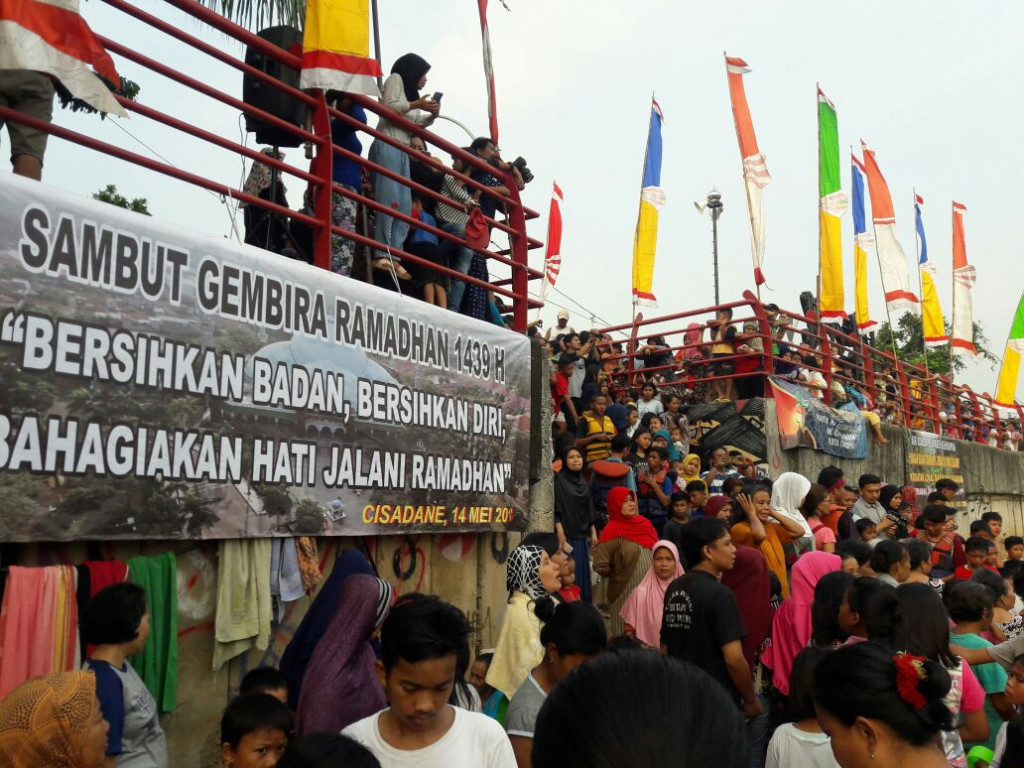 SAMBUT GEMBIRA RAMADHAN 1439 H
"BERSIHKAN BADAN, BERSIHKAN DIRI,
BAHAGIAKAN HATI JALANI RAMADHAN"
CISADANE, 14 MEI